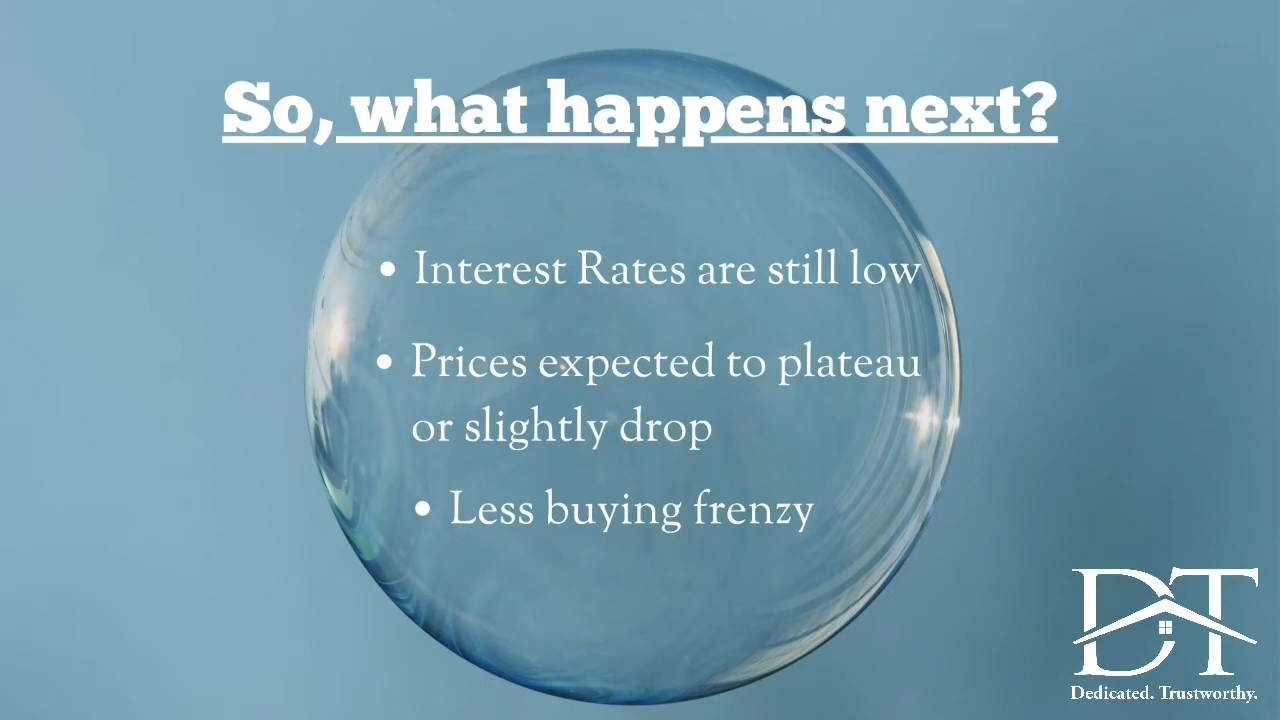 So, what happens next?
• Interest Rates are still low
• Prices expected to plateau
or slightly drop
• Less buying frenzy
DT
Dedicated. Trustworthy.